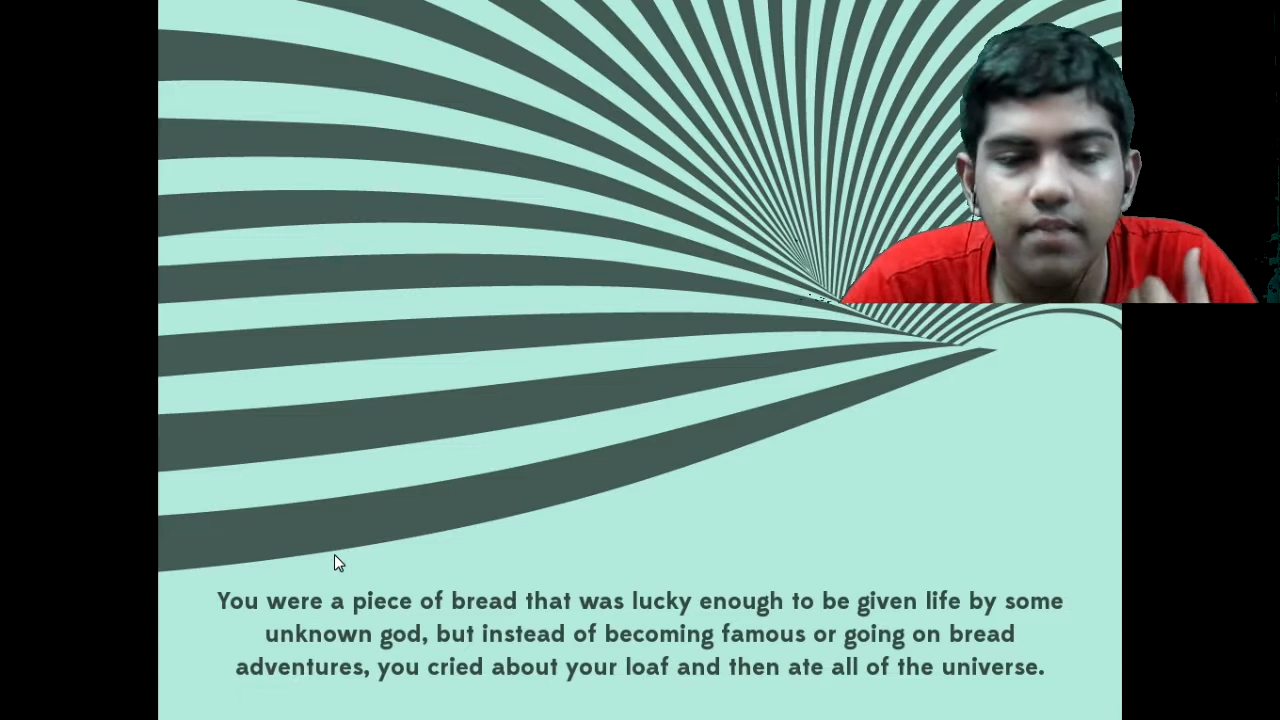 You were a piece of bread that was lucky enough to be given life by some
unknown god, but instead of becoming famous or going on bread
adventures, you cried about your loaf and then ate all of the universe.